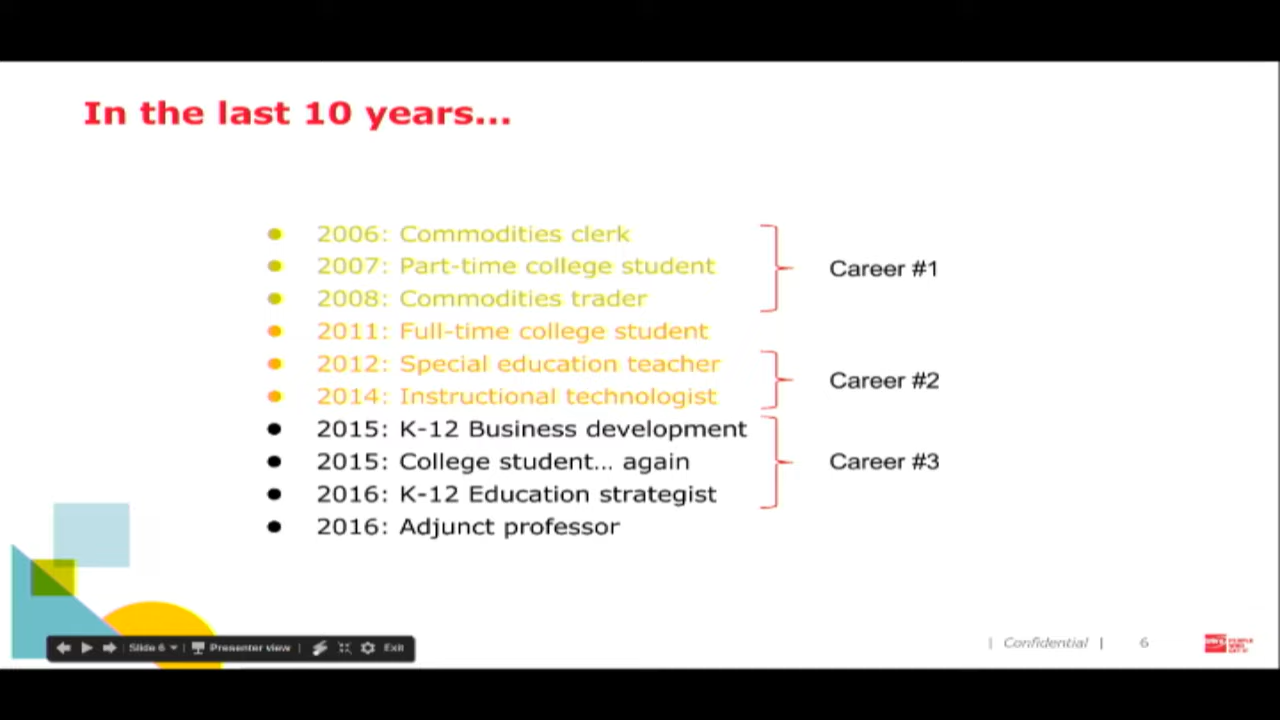 In the last 10 years...
2006: Commodities clerk
2007: Part-time college student
2008: Commodities trader
Career #1
2011: Full-time college student
2012: Special education teacher
2014: Instructional technologist
Career #2
2015: K-12 Business development
2015: College student... again
2016: K-12 Education strategist
Career #3
2016: Adjunct professor
Slide 6
Presenter view
Exit
| Confidential | 6